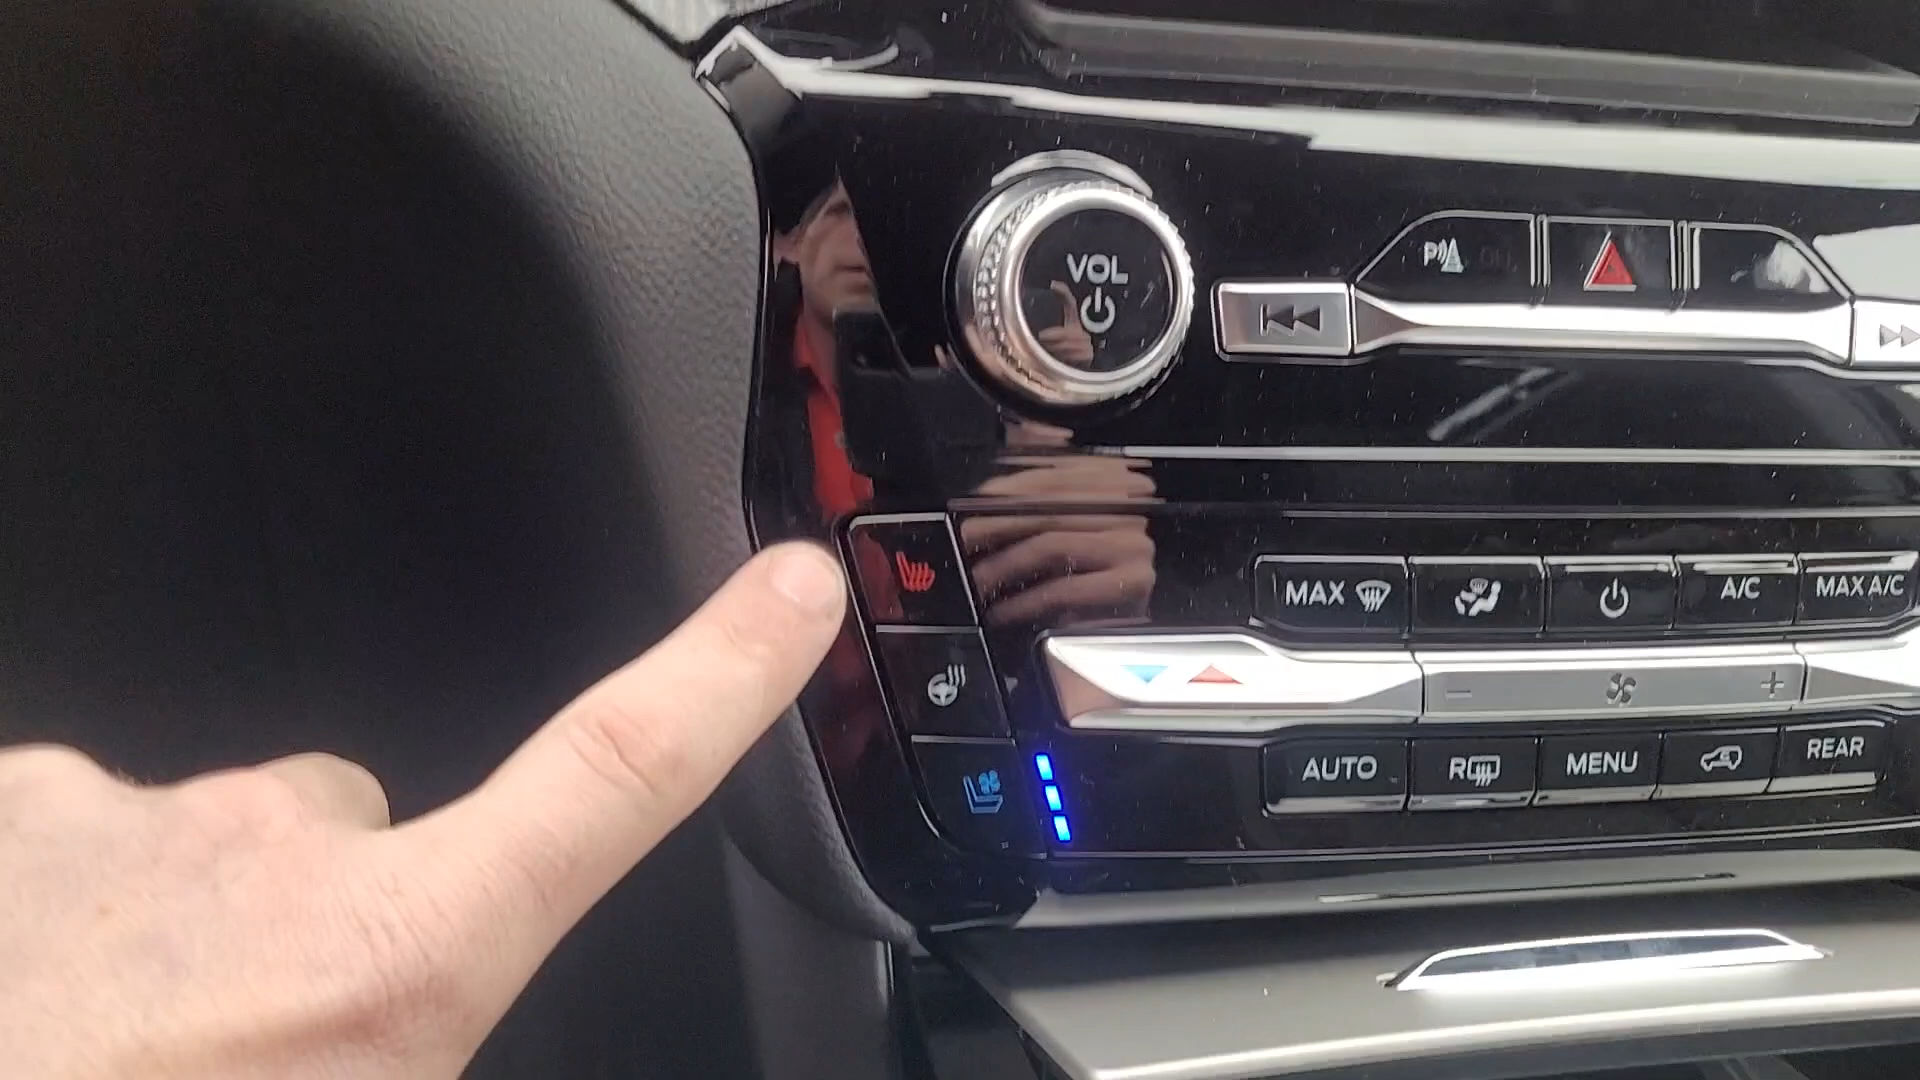 VOL
P
MAX
A/C
MAX A/C
AUTO
R
MENU
REAR